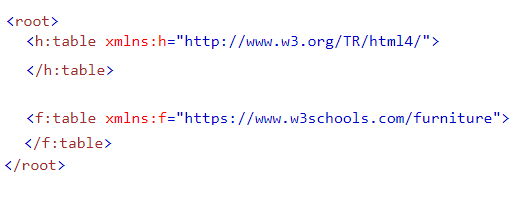 <root>
<h:table xmlns:h="http://www.w3.org/TR/html4/">
</h:table>
<f:table xmlns:f="https://www.w3schools.com/furniture">
</f:table>
</root>